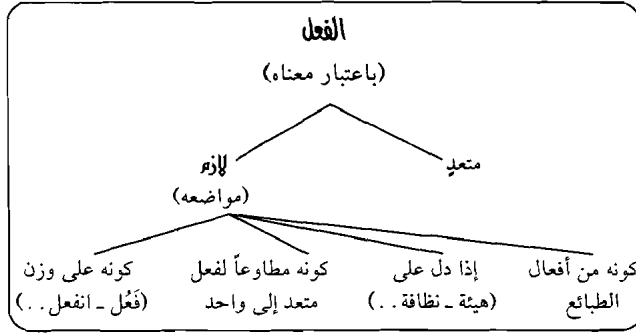 الفعل
(باعتبار معناه)
متعدٍ
لازم
(مواضعه)
كونه من أفعال
الطبائع
إذا دل على
(هيئة ـ نظافة..)
كونه مطاوعاً لفعل
متعد إلى واحد
كونه على وزن
(فَعُل ـ انفعل..)